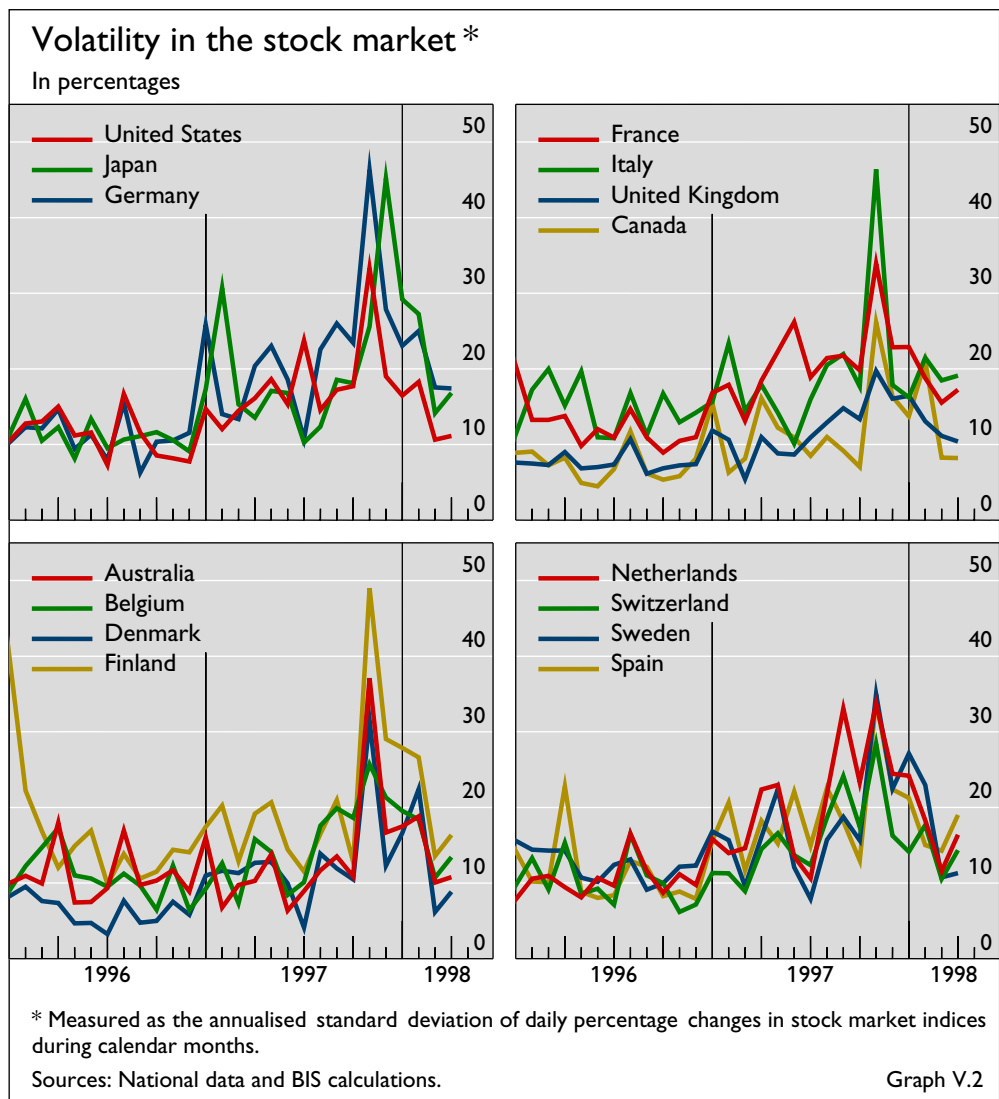 Volatility in the stock market *
In percentages
United States
Japan
Germany
50
40
30
20
10
0
France
Italy
United Kingdom
Canada
50
40
30
20
10
0
Australia
Belgium
Denmark
Finland
50
40
30
20
10
0
1996
1997
1998
Netherlands
Switzerland
Sweden
Spain
50
40
30
20
10
0
1996
1997
1998
* Measured as the annualised standard deviation of daily percentage changes in stock market indices
during calendar months.
Sources: National data and BIS calculations.
Graph V.2